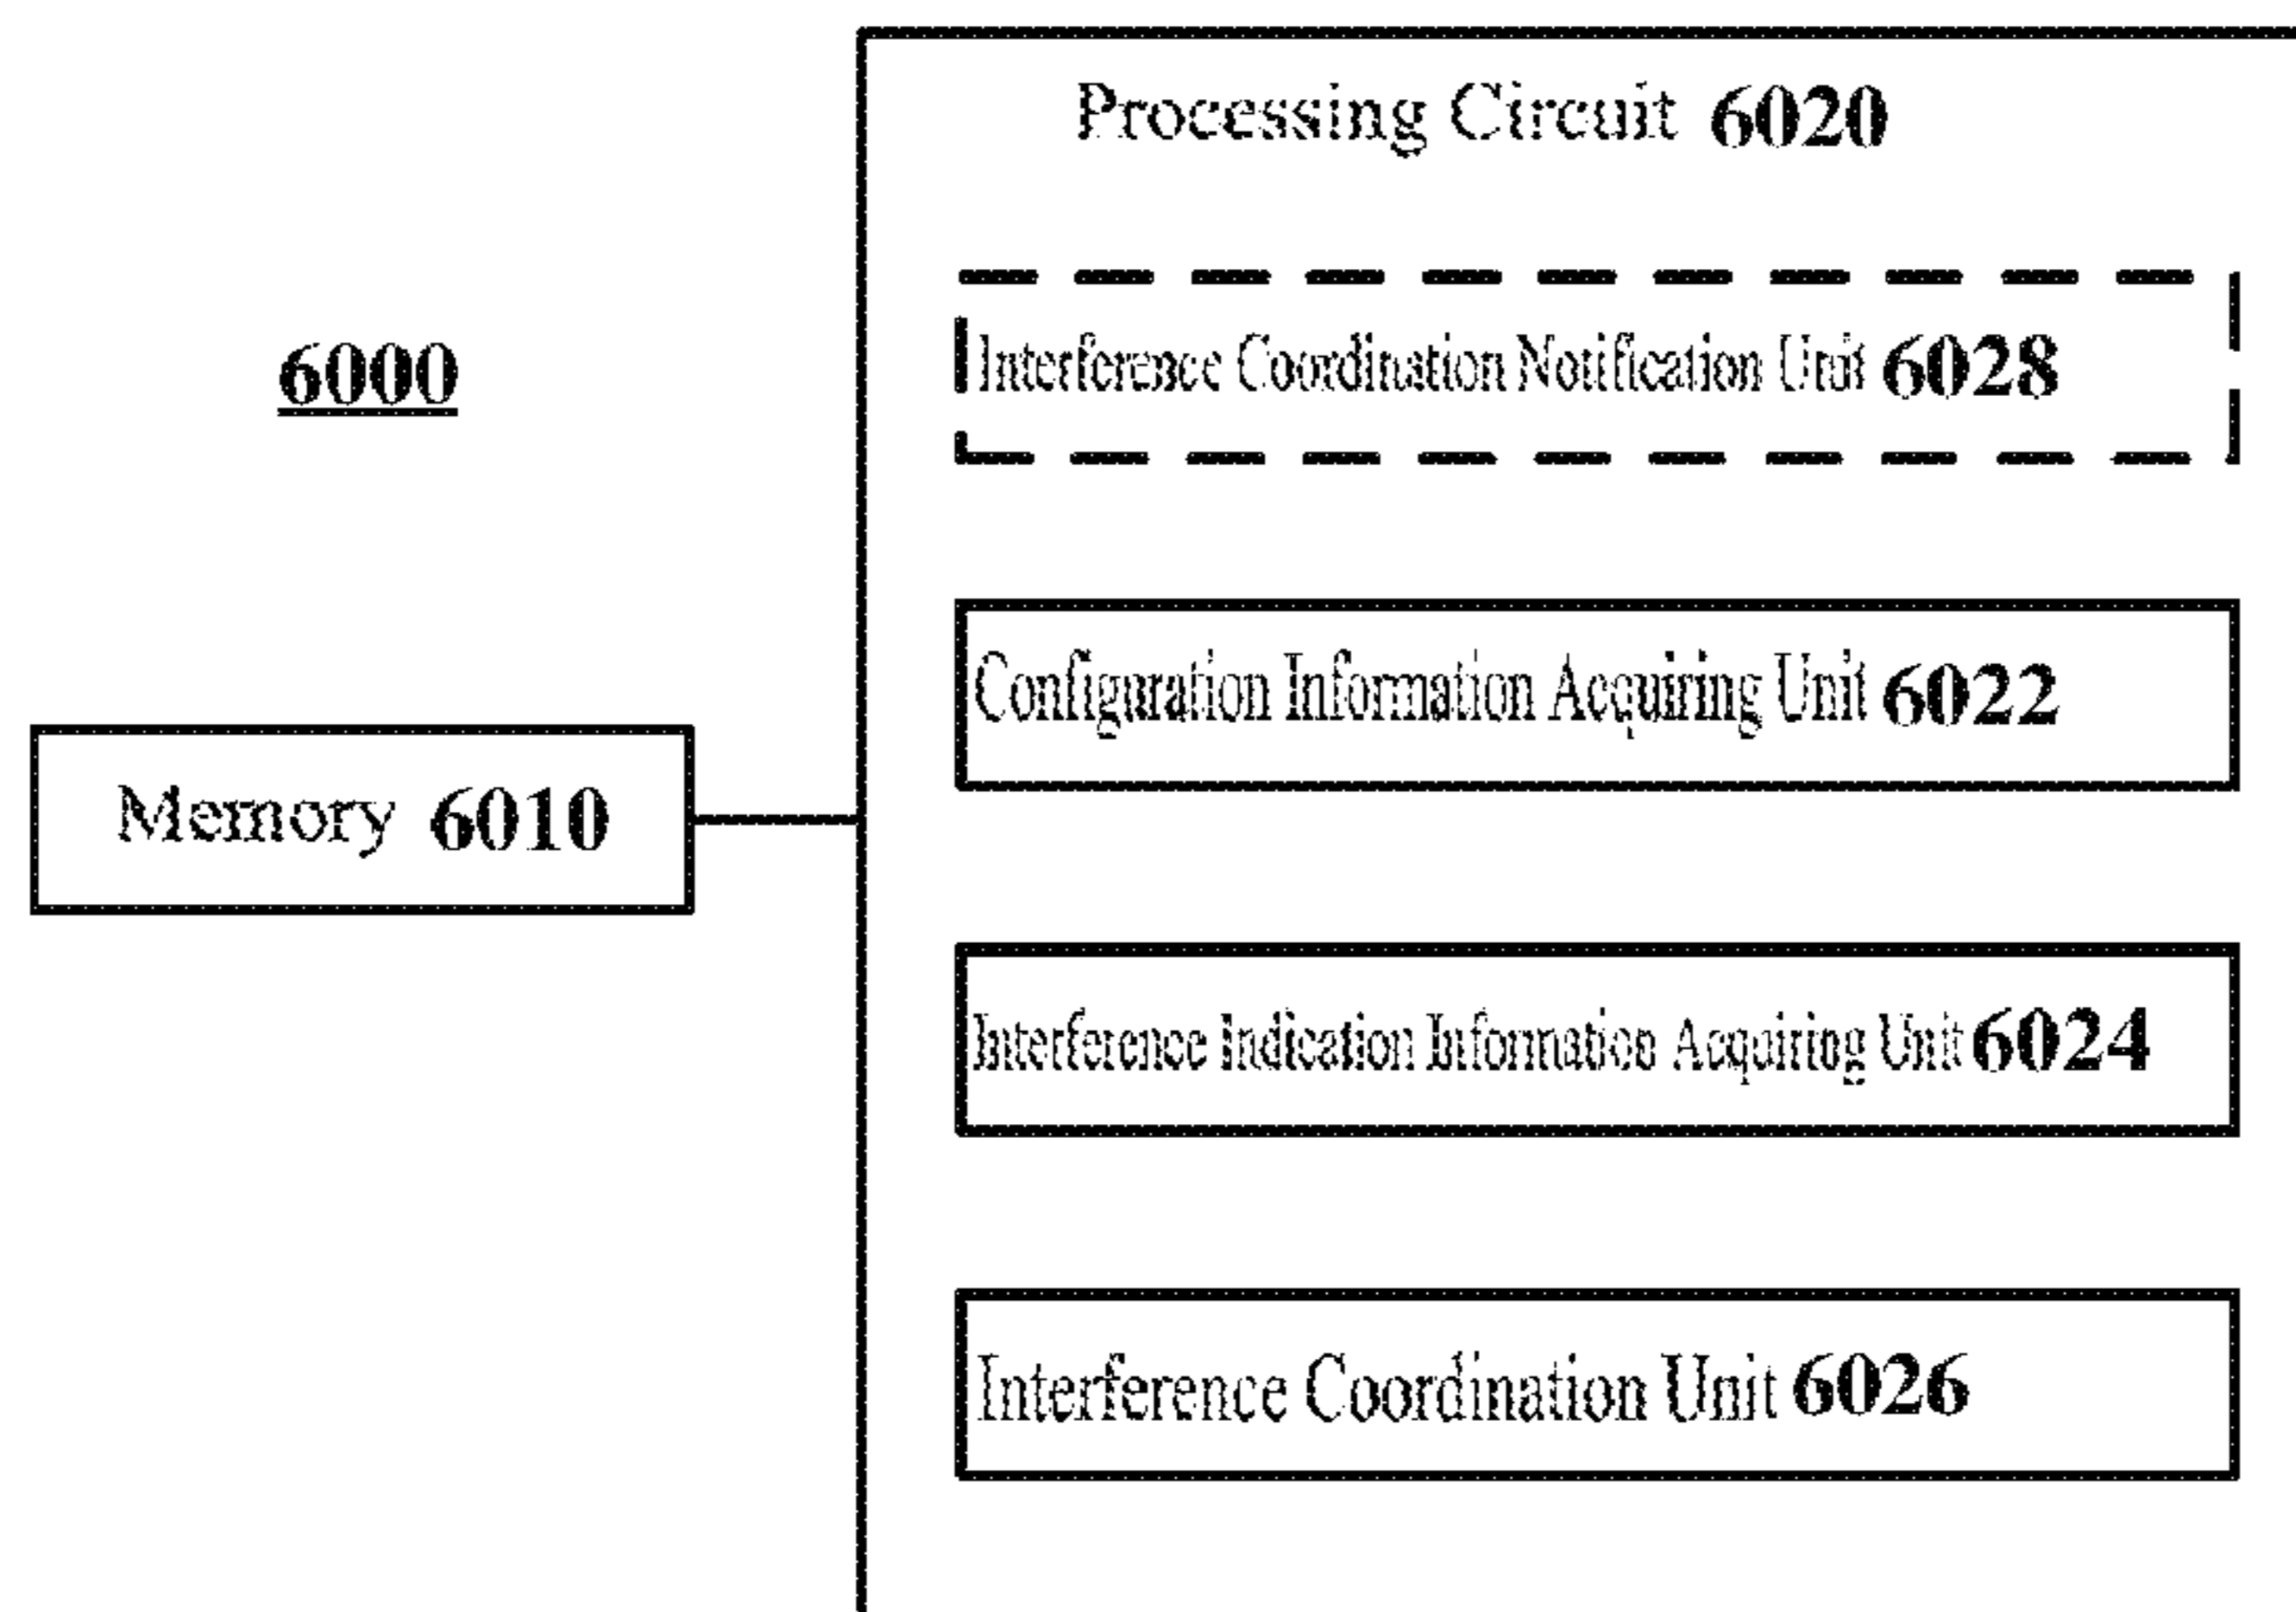 Processing Circuit 6020
6000
Interference Coordination Notification Unit 6028
Configuration Information Acquiring Unit 6022
Memory 6010
Interference Indication Information Acquiring Unit 6024
Interference Coordination Unit 6026